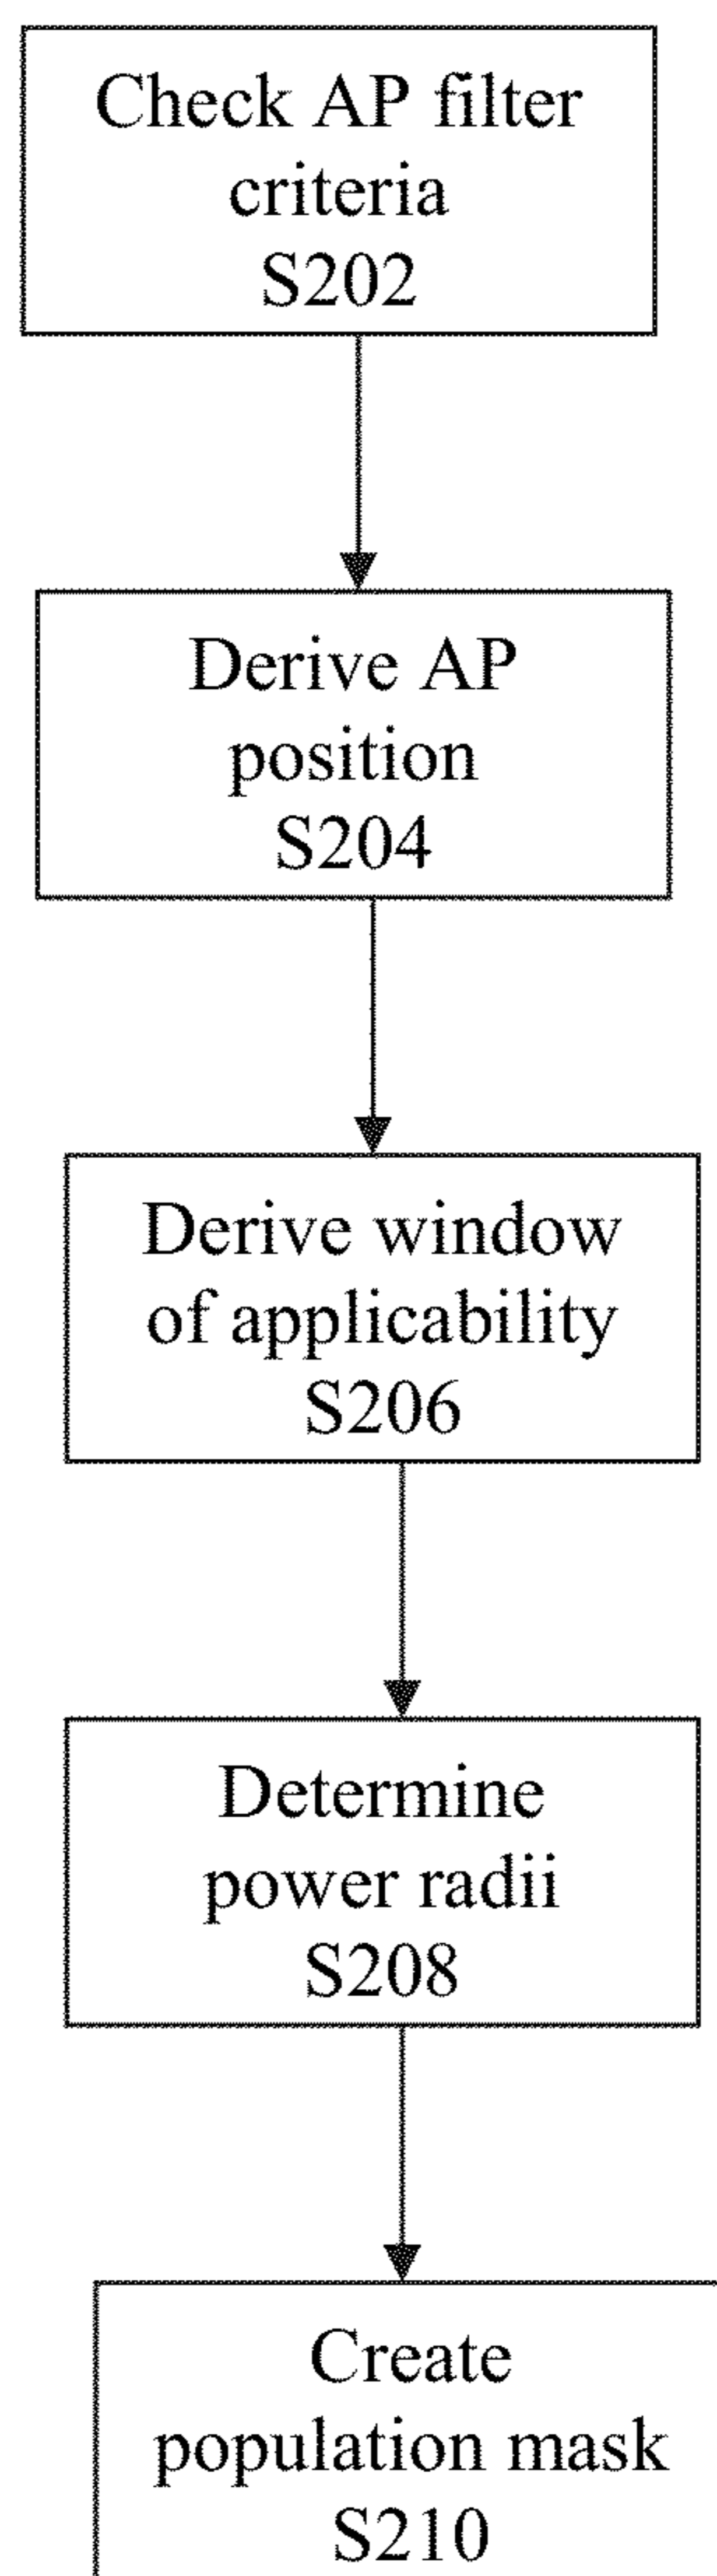 Check AP filter
criteria
S202
Derive AP
position
S204
Derive window
of applicability
S206
Determine
power radii
S208
Create
population mask
S210